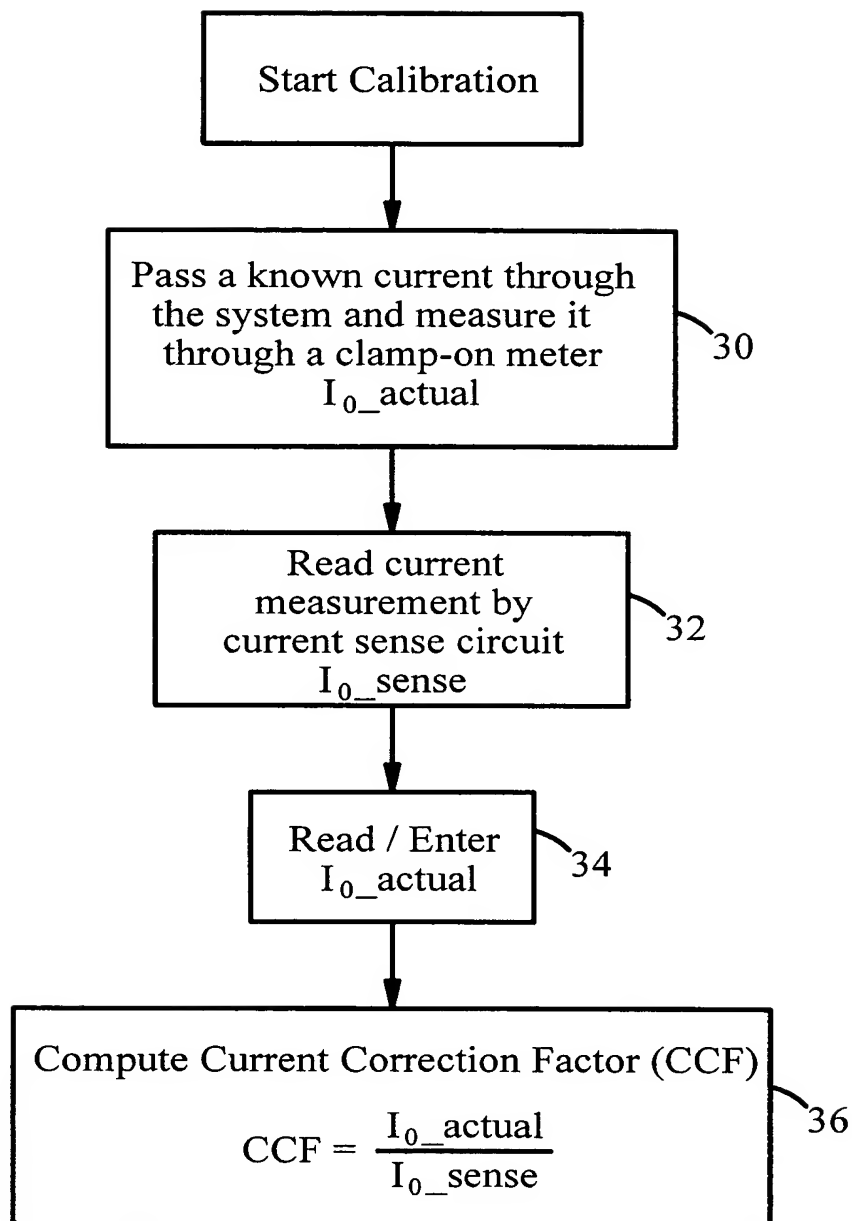 Start Calibration
Pass a known current through
the system and measure it
through a clamp-on meter
I₀_actual
30
Read current
measurement by
current sense circuit
I₀_sense
32
Read / Enter
I₀_actual
34
Compute Current Correction Factor (CCF)
CCF = I₀_actual / I₀_sense
36